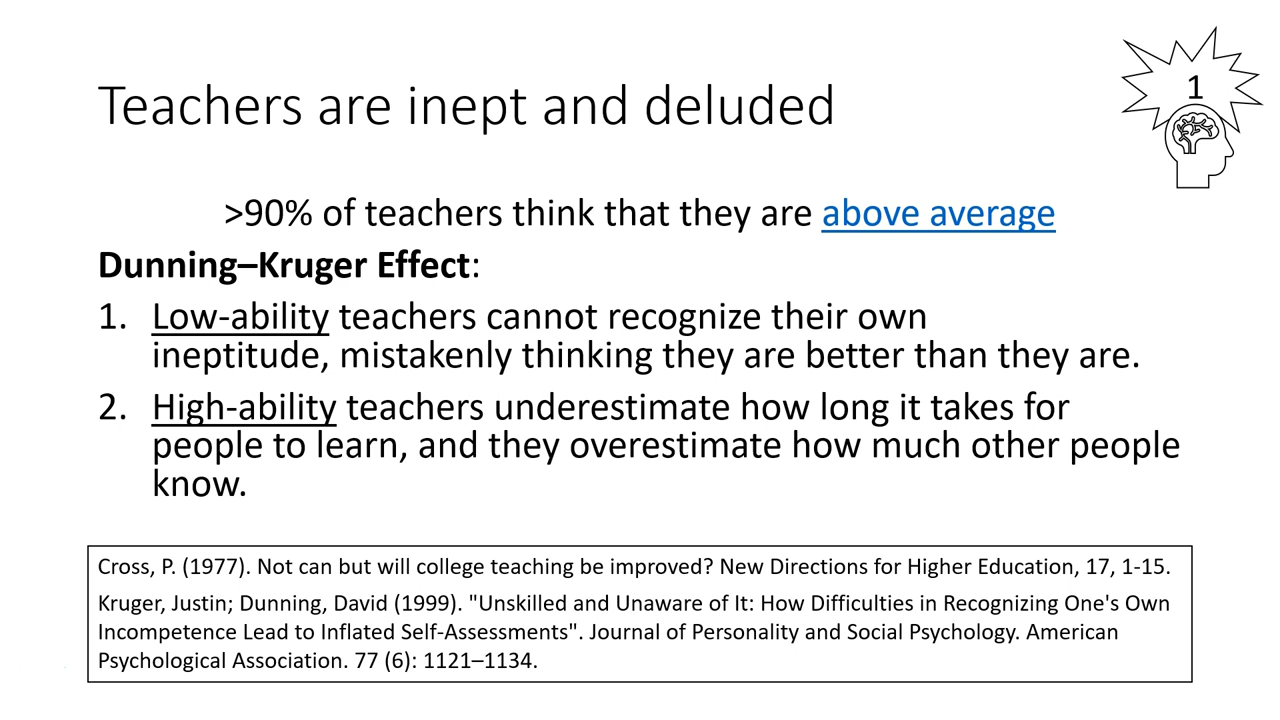 Teachers are inept and deluded
1
>90% of teachers think that they are above average
Dunning–Kruger Effect:
1. Low-ability teachers cannot recognize their own
ineptitude, mistakenly thinking they are better than they are.
2. High-ability teachers underestimate how long it takes for
people to learn, and they overestimate how much other people
know.
Cross, P. (1977). Not can but will college teaching be improved? New Directions for Higher Education, 17, 1-15.
Kruger, Justin; Dunning, David (1999). "Unskilled and Unaware of It: How Difficulties in Recognizing One's Own
Incompetence Lead to Inflated Self-Assessments". Journal of Personality and Social Psychology. American
Psychological Association. 77 (6): 1121–1134.